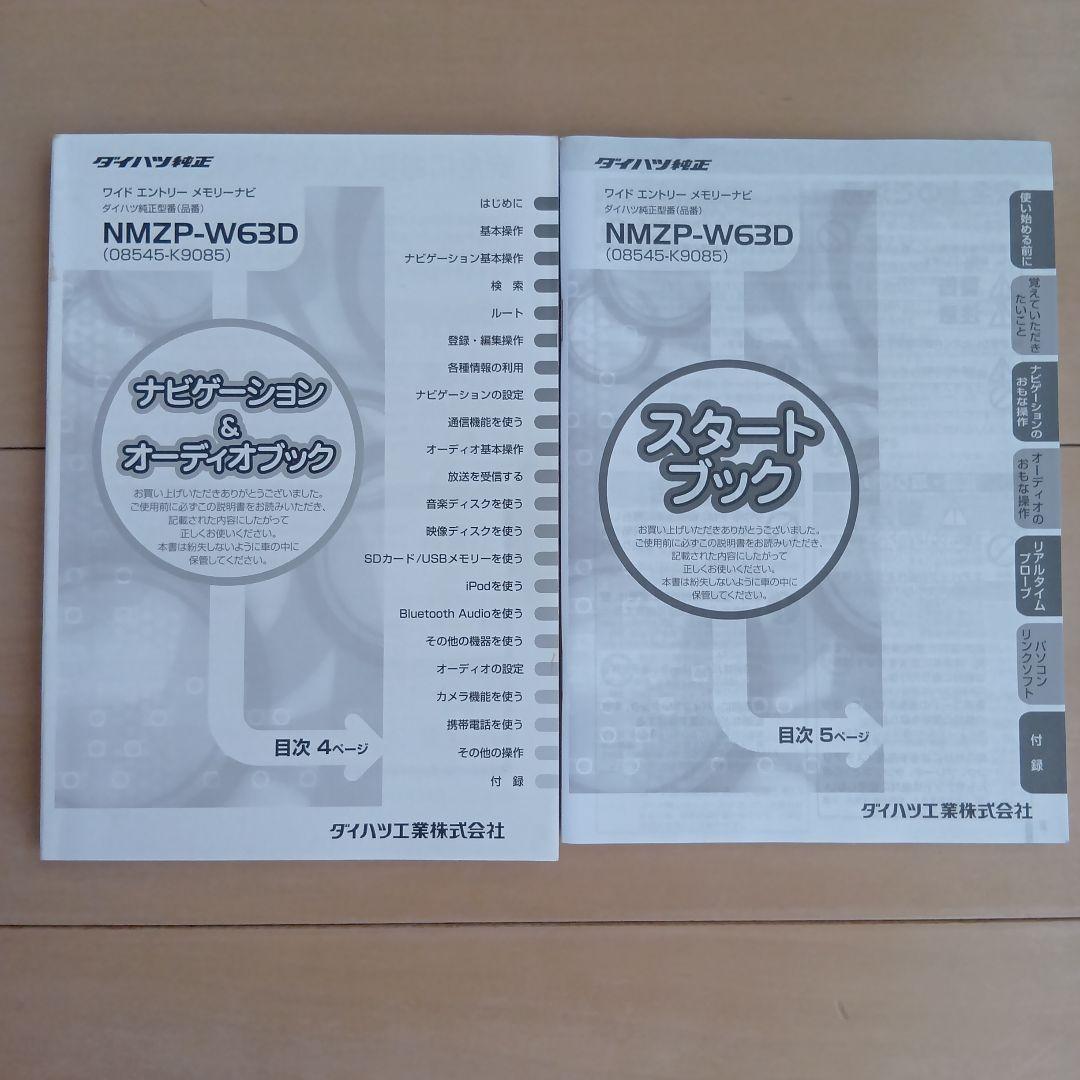 ダイハツ純正
ワイド エントリー メモリーナビ
ダイハツ純正型番(品番)
NMZP-W63D
(08545-K9085)
ナビゲーション
&
オーディオブック
お買い上げいただきありがとうございました。
ご使用前に必ずこの説明書をお読みいただき、
記載された内容にしたがって
正しくお使いください。
本書は紛失しないように車の中に
保管してください。
はじめに
基本操作
ナビゲーション基本操作
検 索
ルート
登録・編集操作
各種情報の利用
ナビゲーションの設定
通信機能を使う
オーディオ基本操作
放送を受信する
音楽ディスクを使う
映像ディスクを使う
SDカード/USBメモリーを使う
iPodを使う
Bluetooth Audioを使う
その他の機器を使う
オーディオの設定
カメラ機能を使う
携帯電話を使う
その他の操作
付 録
目次 4ページ
ダイハツ工業株式会社
ダイハツ純正
ワイド エントリー メモリーナビ
ダイハツ純正型番(品番)
NMZP-W63D
(08545-K9085)
スタート
ブック
お買い上げいただきありがとうございました。
ご使用前に必ずこの説明書をお読みいただき、
記載された内容にしたがって
正しくお使いください。
本書は紛失しないように車の中に
保管してください。
使い始める前に
覚えていただき
たいこと
ナビゲーションの
おもな操作
オーディオの
おもな操作
リアルタイム
プローブ
パソコン
リンクソフト
付 録
目次 5ページ
ダイハツ工業株式会社